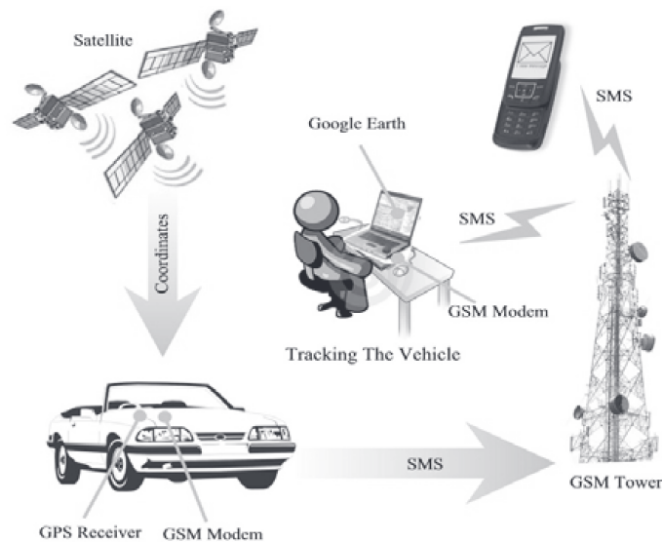 Satellite
SMS
Google Earth
SMS
Coordinates
GSM Modem
Tracking The Vehicle
SMS
GSM Tower
GPS Receiver
GSM Modem